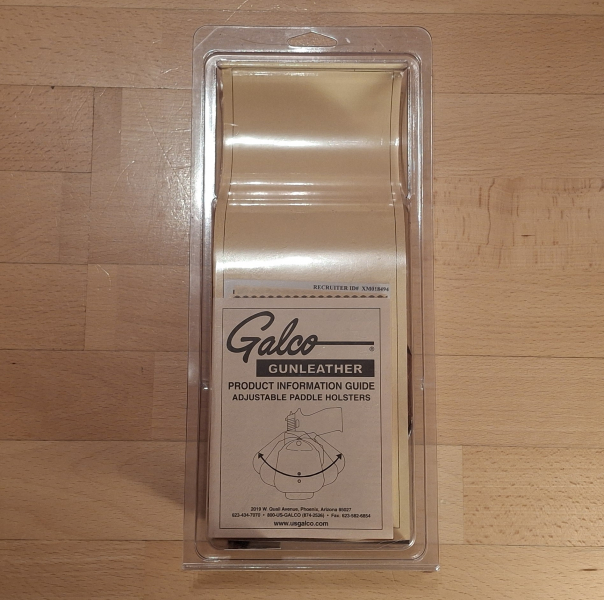 RECRUITER ID# XM018494
Galco®
GUNLEATHER
PRODUCT INFORMATION GUIDE
ADJUSTABLE PADDLE HOLSTERS
2019 W. Quail Avenue, Phoenix, Arizona 85027
623-434-7070 • 800-US-GALCO (874-2526) • Fax: 623-582-6854
www.usgalco.com